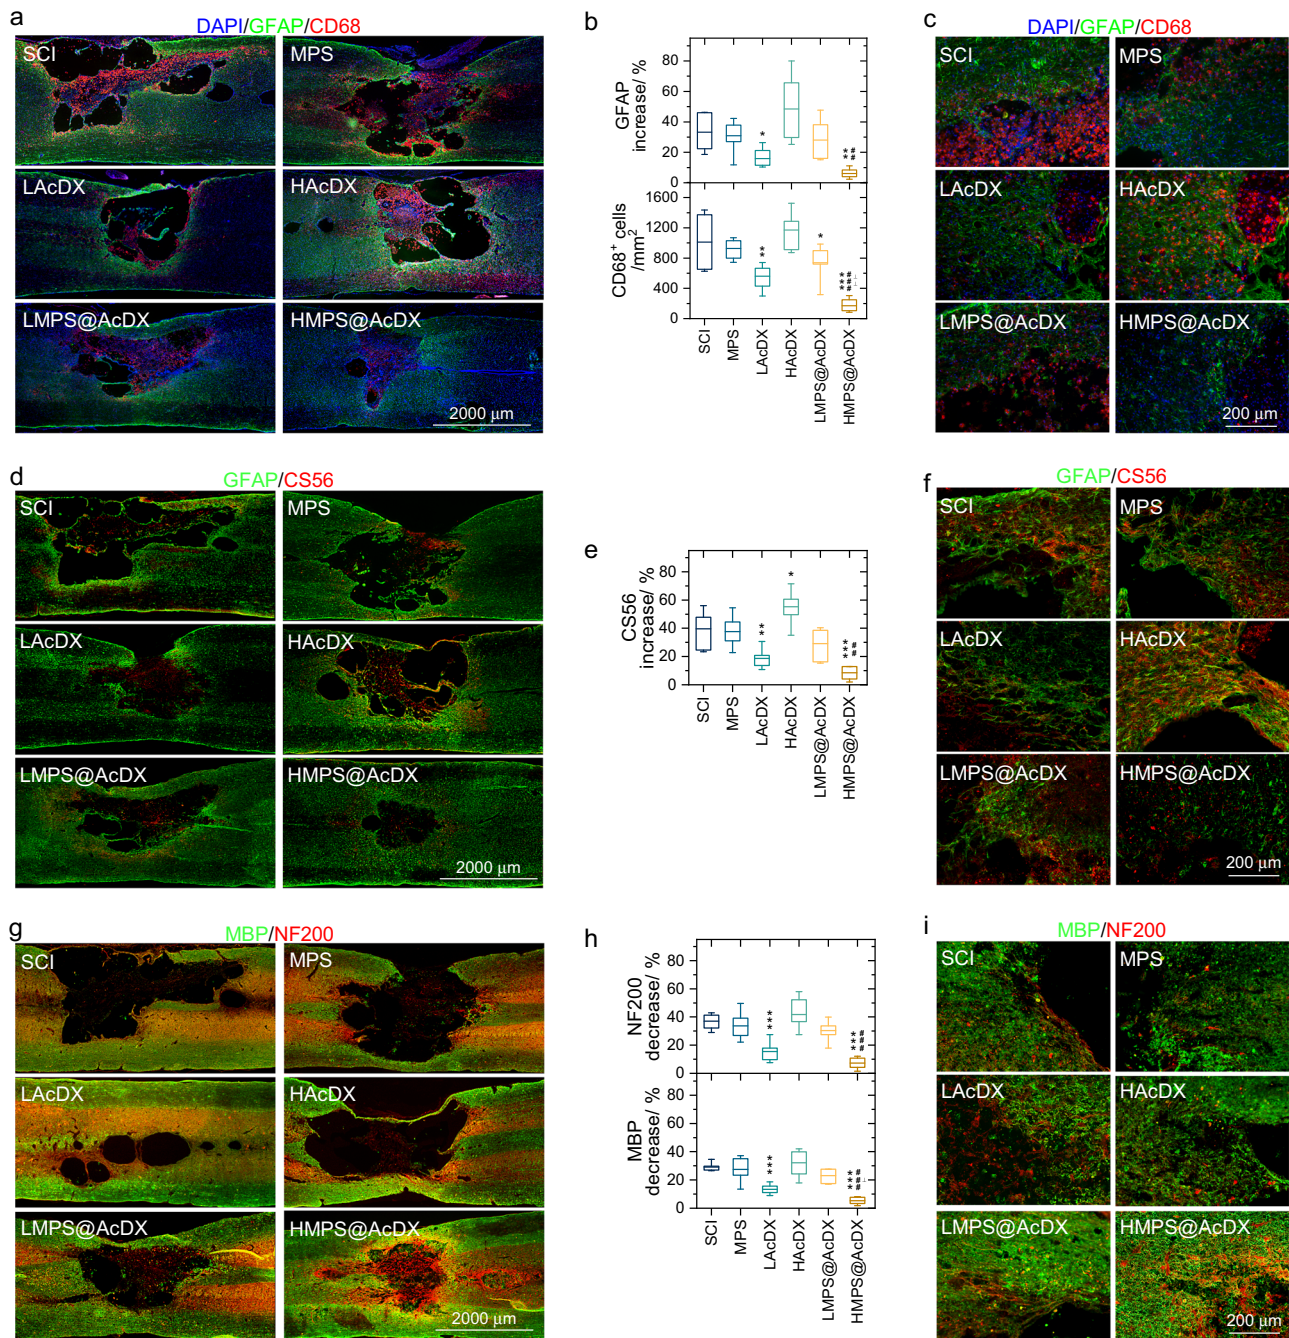 a
DAPI/GFAP/CD68
SCI
MPS
LAcDX
HAcDX
LMPS@AcDX
HMPS@AcDX
2000 μm
b
GFAP
increase/ %
80
60
40
20
0
*
**
##
CD68⁺ cells
/mm²
1600
1200
800
400
0
**
*
***
###
⊥⊥
SCI
MPS
LAcDX
HAcDX
LMPS@AcDX
HMPS@AcDX
c
DAPI/GFAP/CD68
SCI
MPS
LAcDX
HAcDX
LMPS@AcDX
HMPS@AcDX
200 μm
d
GFAP/CS56
SCI
MPS
LAcDX
HAcDX
LMPS@AcDX
HMPS@AcDX
2000 μm
e
CS56
increase/ %
80
60
40
20
0
**
*
***
##
SCI
MPS
LAcDX
HAcDX
LMPS@AcDX
HMPS@AcDX
f
GFAP/CS56
SCI
MPS
LAcDX
HAcDX
LMPS@AcDX
HMPS@AcDX
200 μm
g
MBP/NF200
SCI
MPS
LAcDX
HAcDX
LMPS@AcDX
HMPS@AcDX
2000 μm
h
NF200
decrease/ %
80
60
40
20
0
***
***
###
MBP
decrease/ %
80
60
40
20
0
***
***
###
⊥
SCI
MPS
LAcDX
HAcDX
LMPS@AcDX
HMPS@AcDX
i
MBP/NF200
SCI
MPS
LAcDX
HAcDX
LMPS@AcDX
HMPS@AcDX
200 μm